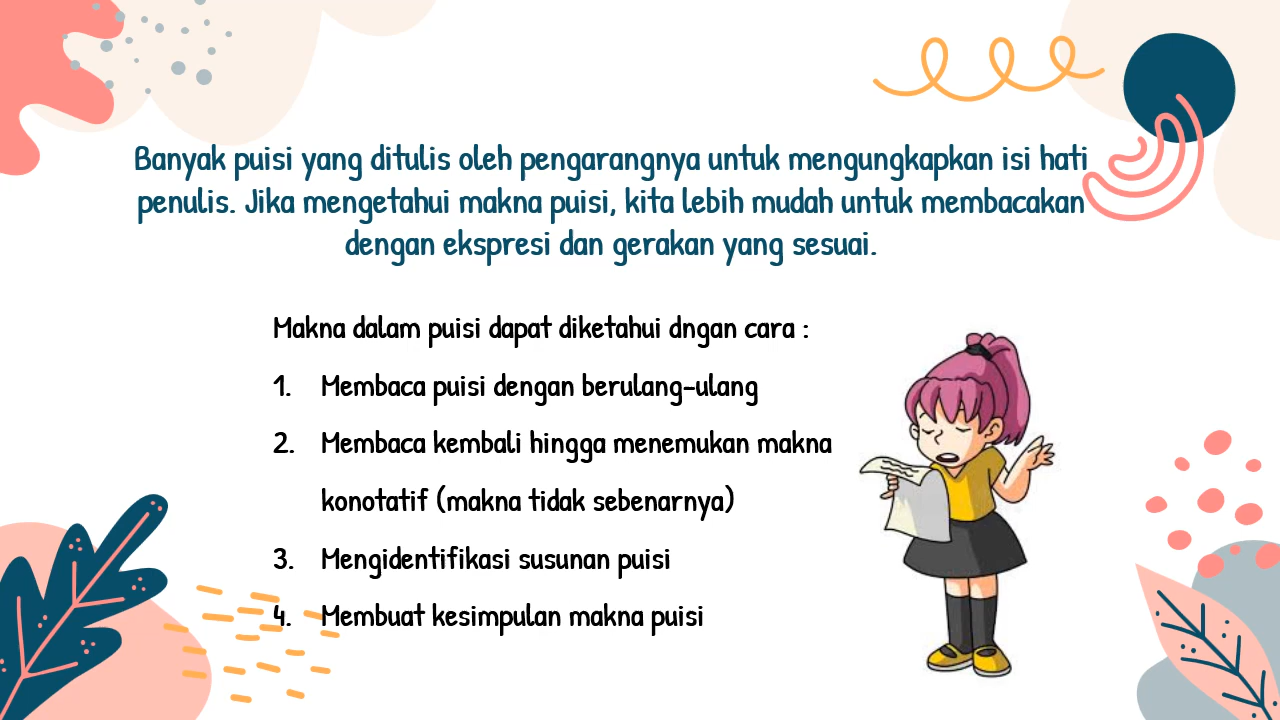 Banyak puisi yang ditulis oleh pengarangnya untuk mengungkapkan isi hati
penulis. Jika mengetahui makna puisi, kita lebih mudah untuk membacakan
dengan ekspresi dan gerakan yang sesuai.
Makna dalam puisi dapat diketahui dngan cara :
1. Membaca puisi dengan berulang-ulang
2. Membaca kembali hingga menemukan makna
konotatif (makna tidak sebenarnya)
3. Mengidentifikasi susunan puisi
4. Membuat kesimpulan makna puisi